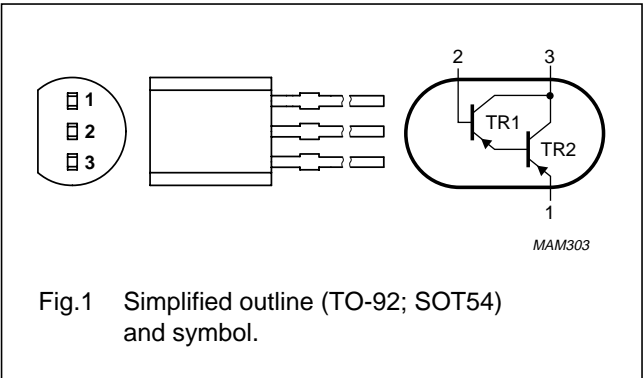 2 3
1
2
3
TR1
TR2
1
MAM303
Fig.1 Simplified outline (TO-92; SOT54)
and symbol.